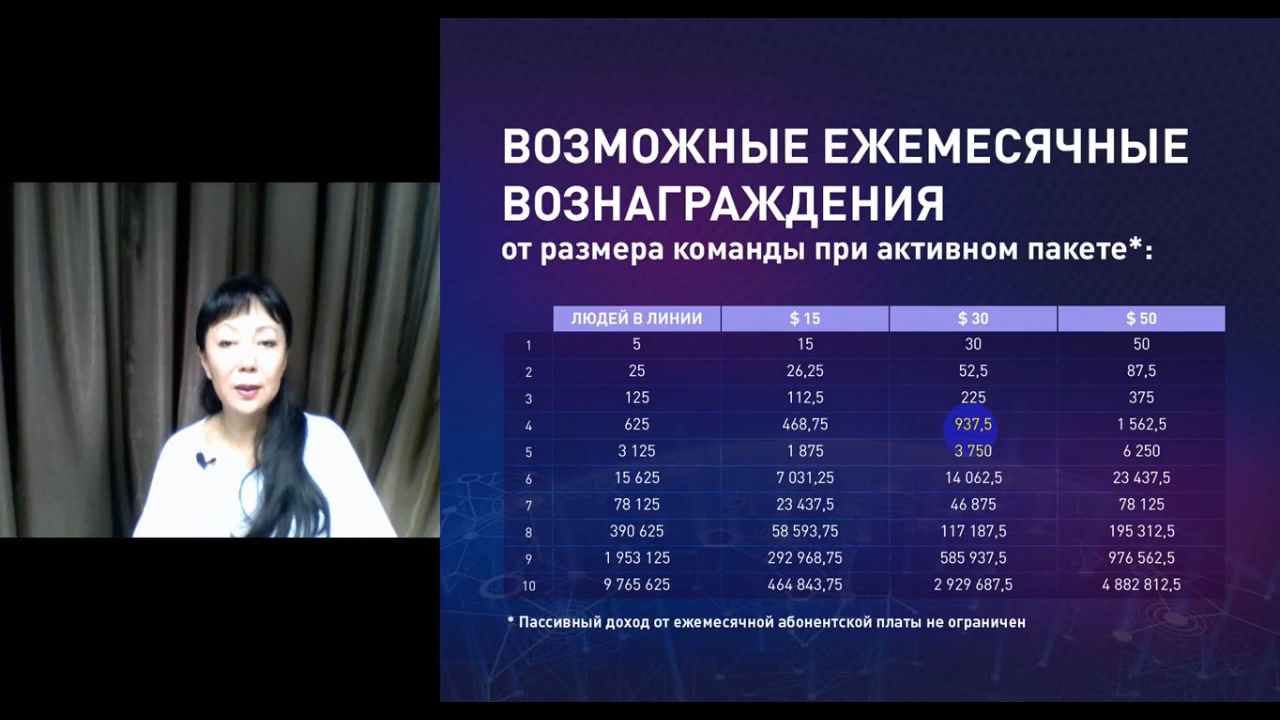 ВОЗМОЖНЫЕ ЕЖЕМЕСЯЧНЫЕ
ВОЗНАГРАЖДЕНИЯ
от размера команды при активном пакете*:
ЛЮДЕЙ В ЛИНИИ $ 15 $ 30 $ 50
1 5 15 30 50
2 25 26,25 52,5 87,5
3 125 112,5 225 375
4 625 468,75 937,5 1 562,5
5 3 125 1 875 3 750 6 250
6 15 625 7 031,25 14 062,5 23 437,5
7 78 125 23 437,5 46 875 78 125
8 390 625 58 593,75 117 187,5 195 312,5
9 1 953 125 292 968,75 585 937,5 976 562,5
10 9 765 625 464 843,75 2 929 687,5 4 882 812,5
* Пассивный доход от ежемесячной абонентской платы не ограничен